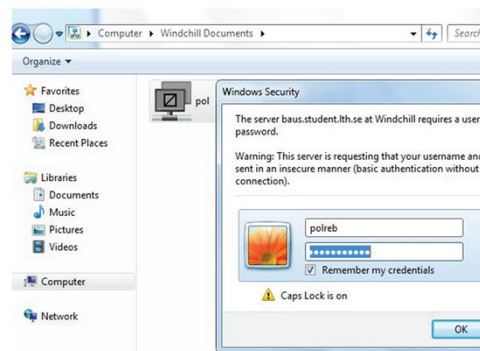 Computer ▸ Windchill Documents ▸
Search
Organize ▾
Favorites
Desktop
Downloads
Recent Places
Libraries
Documents
Music
Pictures
Videos
Computer
Network
pol
Windows Security
The server baus.student.lth.se at Windchill requires a user
password.
Warning: This server is requesting that your username and
sent in an insecure manner (basic authentication without
connection).
polreb
•••••••••••
Remember my credentials
Caps Lock is on
OK